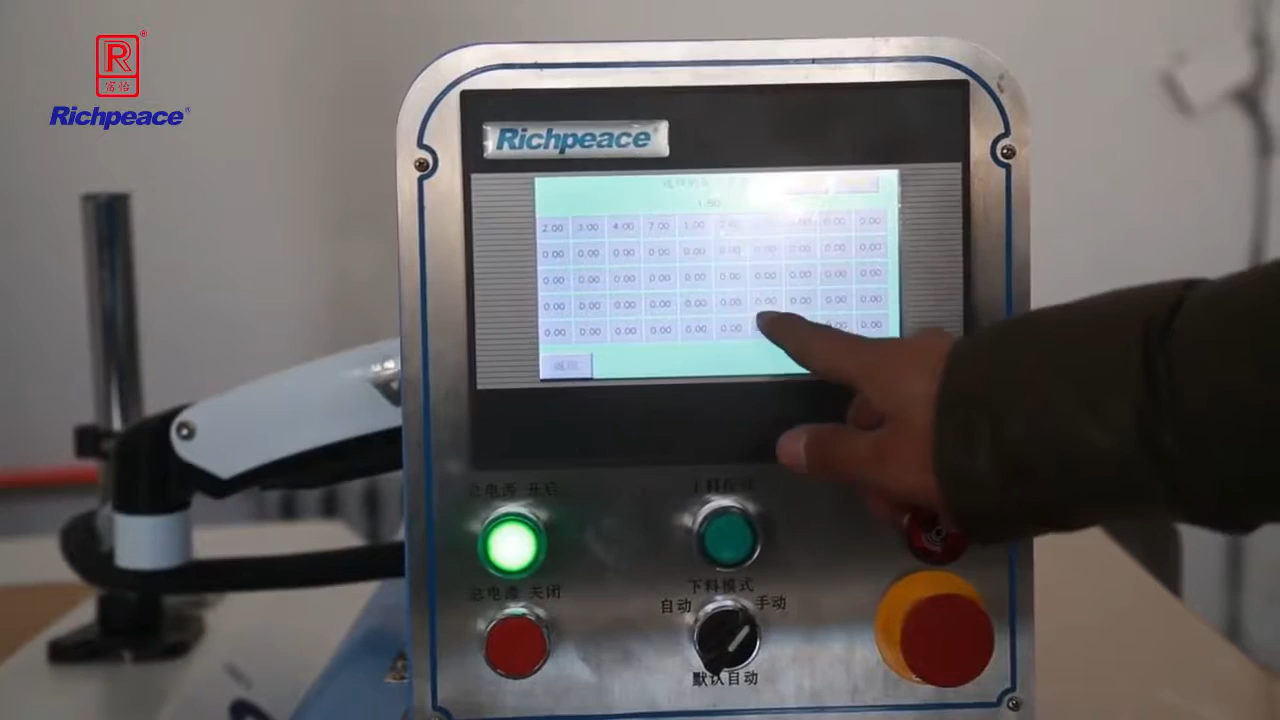 R®
富怡
Richpeace®
Richpeace
1-50
2.00 3.00 4.00 7.00 1.00 0.00 0.00
0.00 0.00 0.00 0.00 0.00 0.00 0.00 0.00 0.00 0.00
0.00 0.00 0.00 0.00 0.00 0.00 0.00 0.00 0.00 0.00
0.00 0.00 0.00 0.00 0.00 0.00 0.00 0.00 0.00 0.00
0.00 0.00 0.00 0.00 0.00 0.00 0.00 0.00
返回
总电源 开启
总电源 关闭
下料模式
自动 手动
默认自动